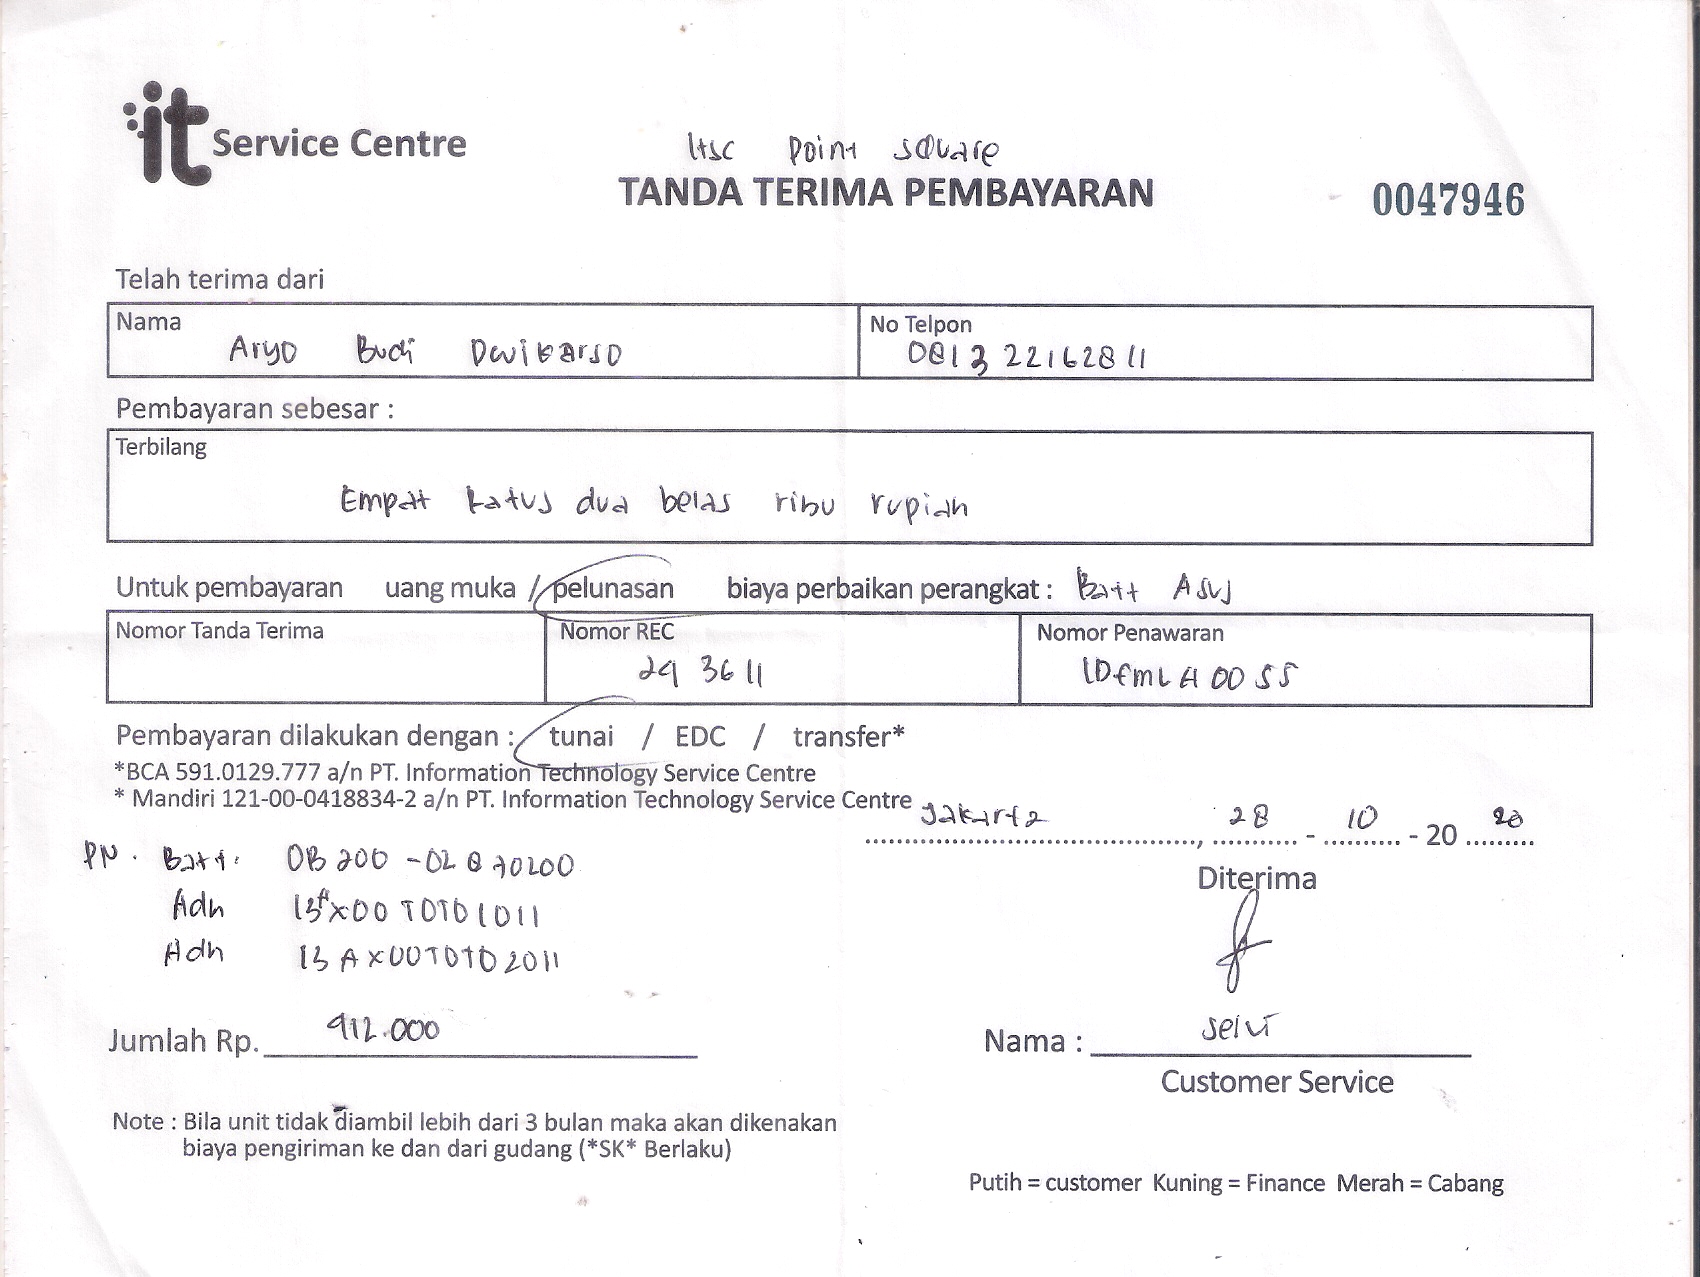 it Service Centre
Itsc Point Square
TANDA TERIMA PEMBAYARAN
0047946
Telah terima dari
Nama
Aryo Budi Dwikarso
No Telpon
0813 22162811
Pembayaran sebesar :
Terbilang
Empat ratus dua belas ribu rupiah
Untuk pembayaran uang muka / pelunasan biaya perbaikan perangkat : Batt Asus
Nomor Tanda Terima
Nomor REC
293611
Nomor Penawaran
Pembayaran dilakukan dengan : tunai / EDC / transfer*
*BCA 591.0129.777 a/n PT. Information Technology Service Centre
* Mandiri 121-00-0418834-2 a/n PT. Information Technology Service Centre
Jakarta, 28 - 10 - 20 20
Diterima
PN. Batt: 0B200-02870200
Adh 13AX00T0T01011
Adh 13AX00T0T02011
Jumlah Rp. 412.000
Nama : Selvi
Customer Service
Note : Bila unit tidak diambil lebih dari 3 bulan maka akan dikenakan
biaya pengiriman ke dan dari gudang (*SK* Berlaku)
Putih = customer Kuning = Finance Merah = Cabang